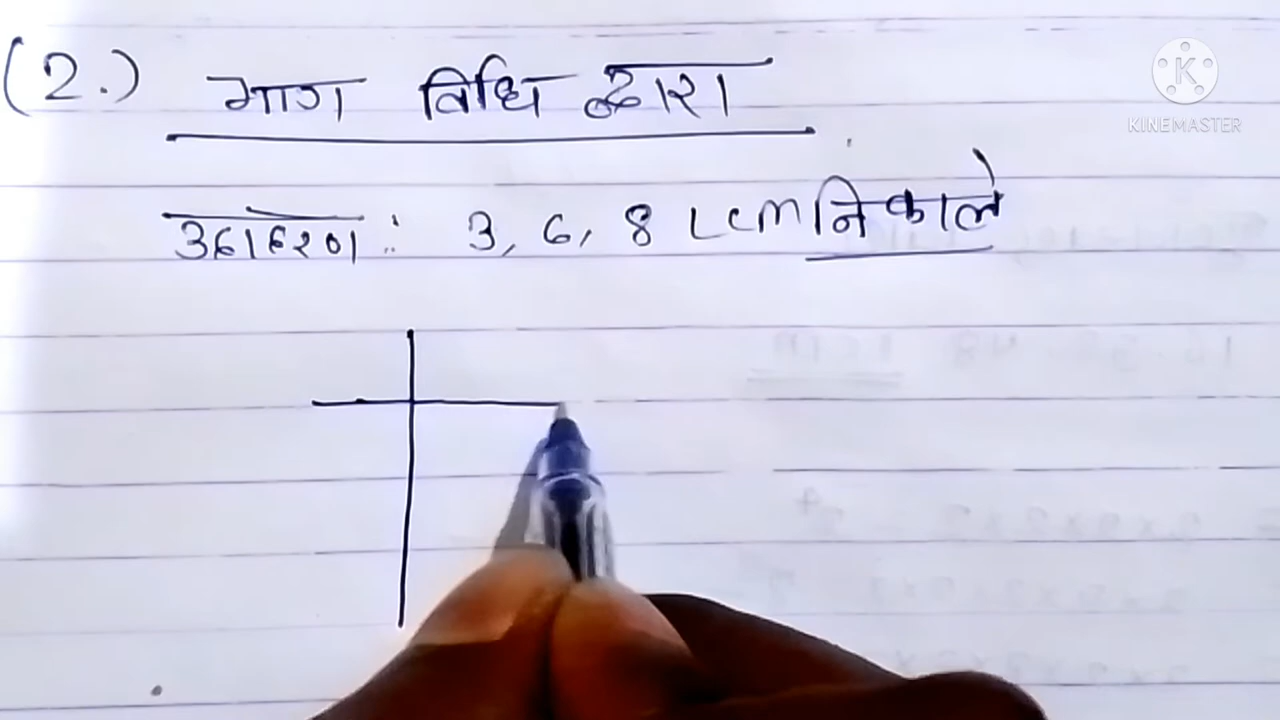 (2.) भाग विधि द्वारा
K
KINEMASTER
उदाहरण : 3, 6, 8 LCM निकाले